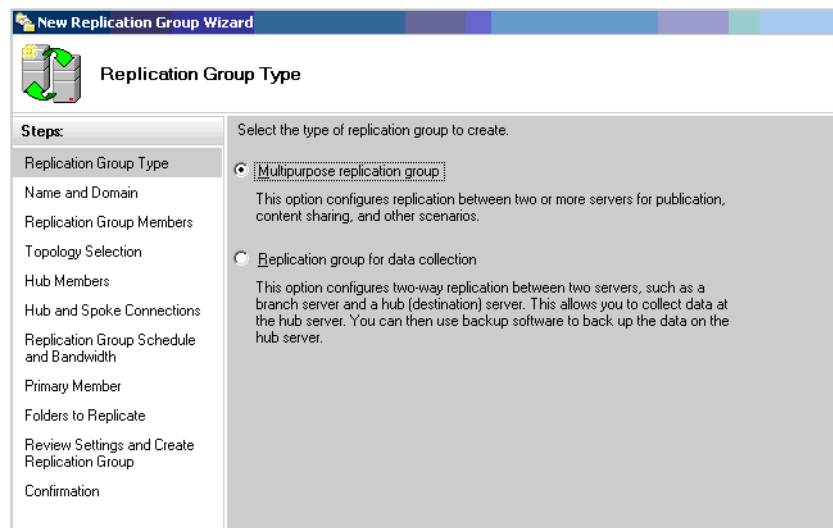 New Replication Group Wizard
Replication Group Type
Steps:
Replication Group Type
Name and Domain
Replication Group Members
Topology Selection
Hub Members
Hub and Spoke Connections
Replication Group Schedule
and Bandwidth
Primary Member
Folders to Replicate
Review Settings and Create
Replication Group
Confirmation
Select the type of replication group to create.
Multipurpose replication group
This option configures replication between two or more servers for publication,
content sharing, and other scenarios.
Replication group for data collection
This option configures two-way replication between two servers, such as a
branch server and a hub (destination) server. This allows you to collect data at
the hub server. You can then use backup software to back up the data on the
hub server.